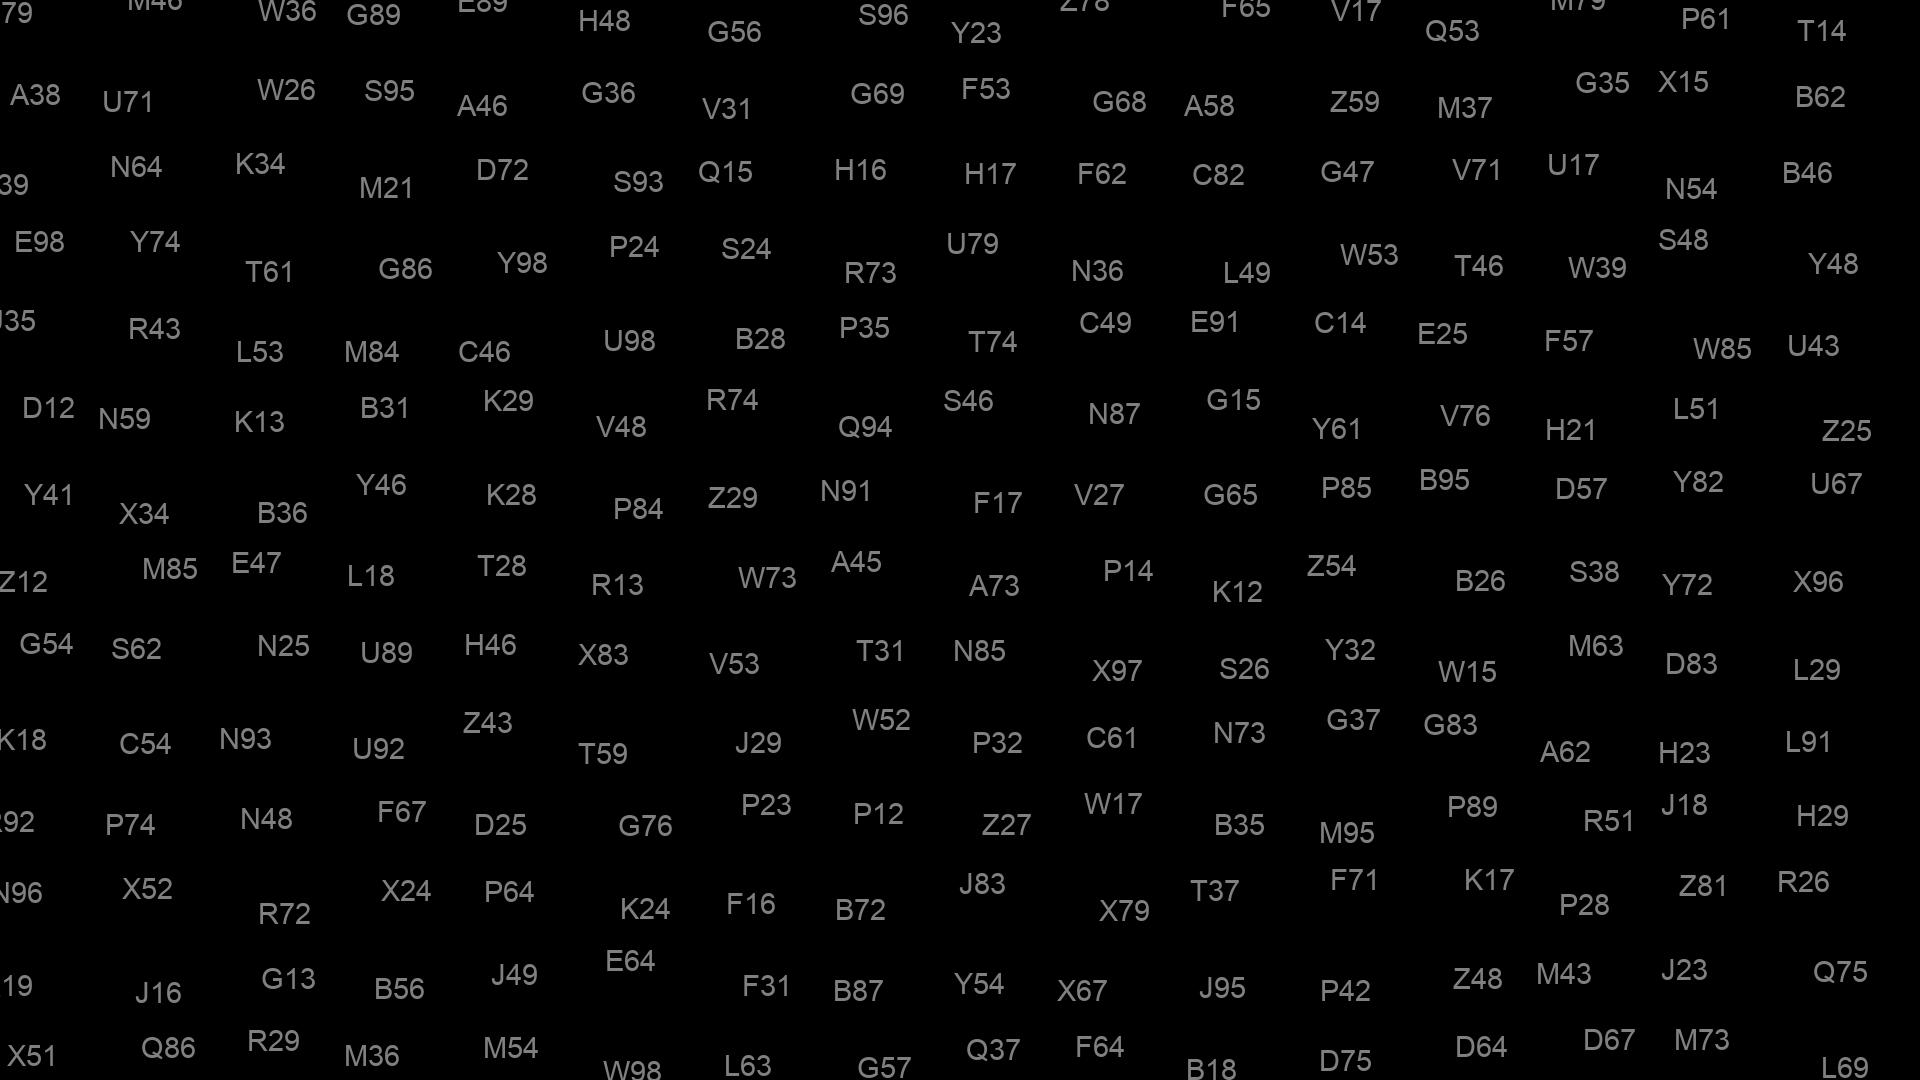 M46 W36 G89 E89 H48 G56 S96 Y23 Z78 F65 V17 Q53 M79 P61 T14
A38 U71 W26 S95 A46 G36 V31 G69 F53 G68 A58 Z59 M37 G35 X15 B62
N64 K34 M21 D72 S93 Q15 H16 H17 F62 C82 G47 V71 U17 N54 B46
E98 Y74 T61 G86 Y98 P24 S24 R73 U79 N36 L49 W53 T46 W39 S48 Y48
R43 L53 M84 C46 U98 B28 P35 T74 C49 E91 C14 E25 F57 W85 U43
D12 N59 K13 B31 K29 V48 R74 Q94 S46 N87 G15 Y61 V76 H21 L51 Z25
Y41 X34 B36 Y46 K28 P84 Z29 N91 F17 V27 G65 P85 B95 D57 Y82 U67
Z12 M85 E47 L18 T28 R13 W73 A45 A73 P14 K12 Z54 B26 S38 Y72 X96
G54 S62 N25 U89 H46 X83 V53 T31 N85 X97 S26 Y32 W15 M63 D83 L29
K18 C54 N93 U92 Z43 T59 J29 W52 P32 C61 N73 G37 G83 A62 H23 L91
P74 N48 F67 D25 G76 P23 P12 Z27 W17 B35 M95 P89 R51 J18 H29
N96 X52 R72 X24 P64 K24 F16 B72 J83 X79 T37 F71 K17 P28 Z81 R26
J16 G13 B56 J49 E64 F31 B87 Y54 X67 J95 P42 Z48 M43 J23 Q75
X51 Q86 R29 M36 M54 W98 L63 G57 Q37 F64 B18 D75 D64 D67 M73 L69